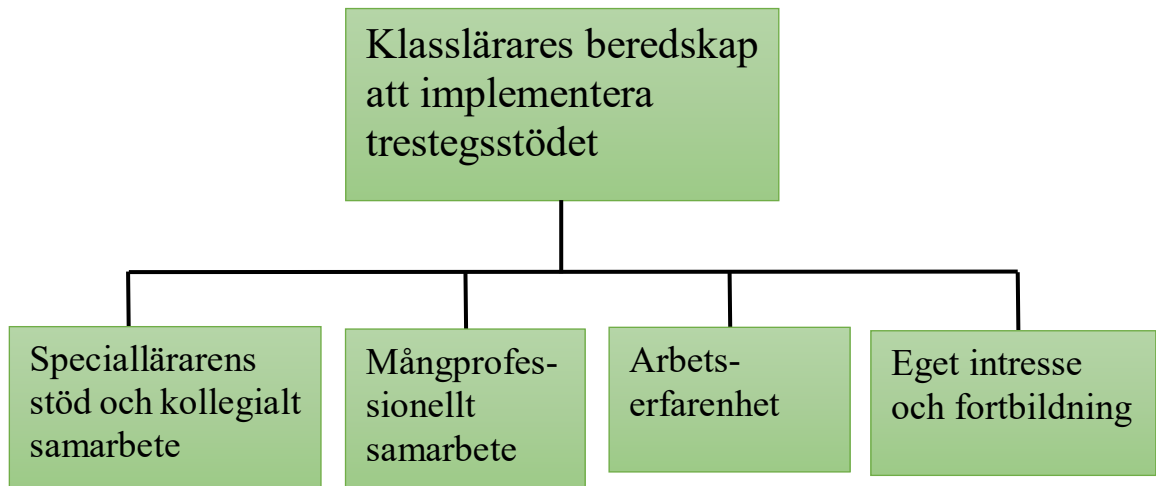 Klasslärares beredskap
att implementera
trestegsstödet
Speciallärarens
stöd och kollegialt
samarbete
Mångprofes-
sionellt
samarbete
Arbets-
erfarenhet
Eget intresse
och fortbildning